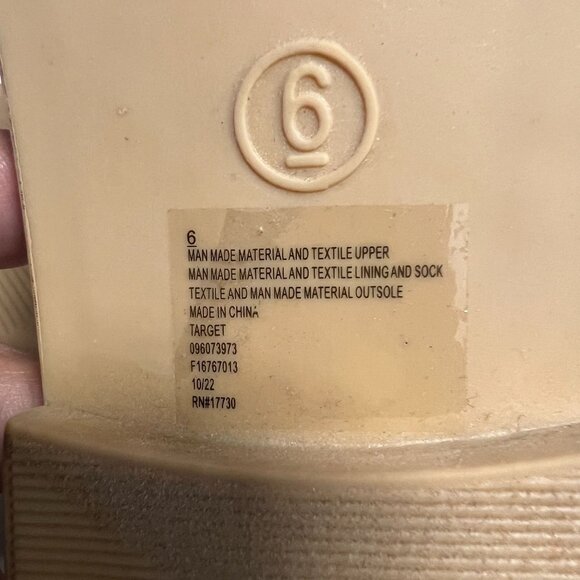 6
6
MAN MADE MATERIAL AND TEXTILE UPPER
MAN MADE MATERIAL AND TEXTILE LINING AND SOCK
TEXTILE AND MAN MADE MATERIAL OUTSOLE
MADE IN CHINA
TARGET
096073973
F16767013
10/22
RN#17730